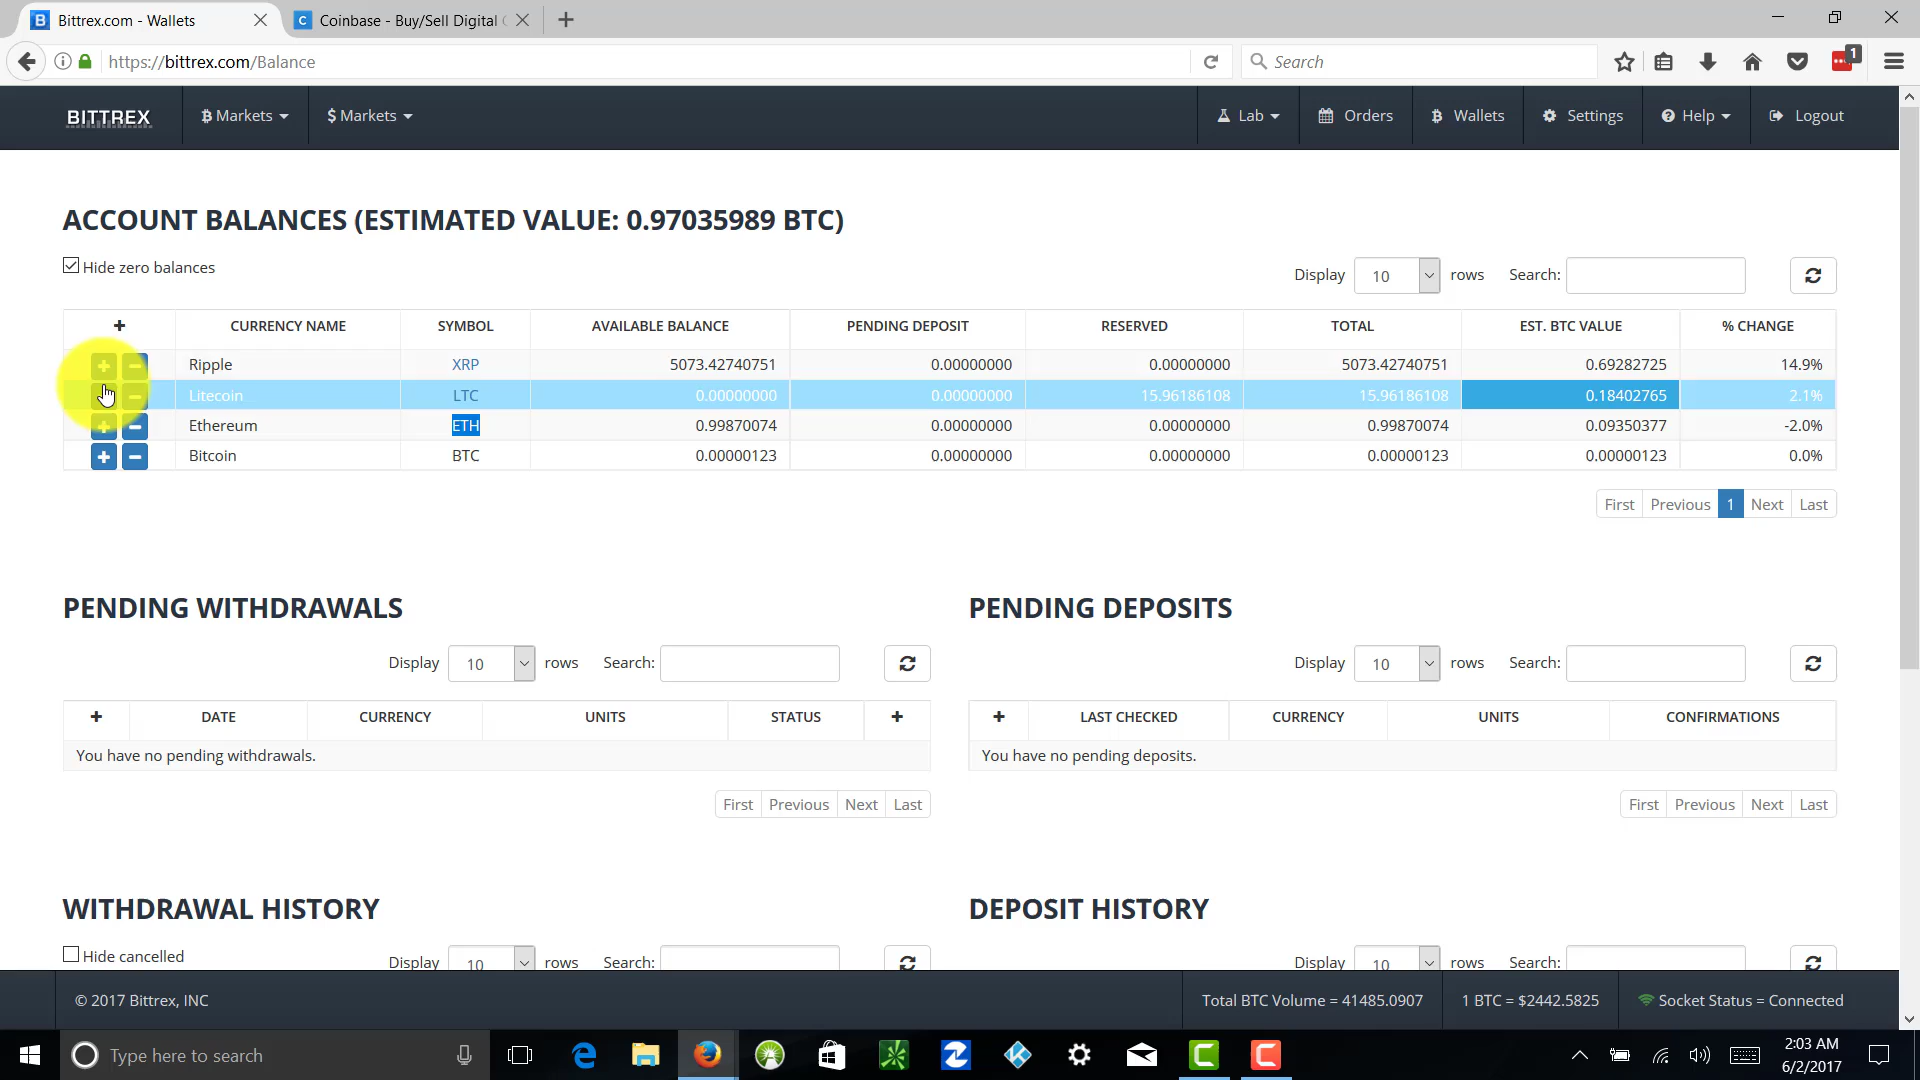 Bittrex.com - Wallets
Coinbase - Buy/Sell Digital
https://bittrex.com/Balance
Search
1
BITTREX
Markets
$ Markets
Lab
Orders
Wallets
Settings
Help
Logout
ACCOUNT BALANCES (ESTIMATED VALUE: 0.97035989 BTC)
Hide zero balances
Display 10 rows Search:
CURRENCY NAME SYMBOL AVAILABLE BALANCE PENDING DEPOSIT RESERVED TOTAL EST. BTC VALUE % CHANGE
Ripple XRP 5073.42740751 0.00000000 0.00000000 5073.42740751 0.69282725 14.9%
Litecoin LTC 0.00000000 0.00000000 15.96186108 15.96186108 0.18402765 2.1%
Ethereum ETH 0.99870074 0.00000000 0.00000000 0.99870074 0.09350377 -2.0%
Bitcoin BTC 0.00000123 0.00000000 0.00000000 0.00000123 0.00000123 0.0%
First Previous 1 Next Last
PENDING WITHDRAWALS
Display 10 rows Search:
DATE CURRENCY UNITS STATUS
You have no pending withdrawals.
First Previous Next Last
PENDING DEPOSITS
Display 10 rows Search:
LAST CHECKED CURRENCY UNITS CONFIRMATIONS
You have no pending deposits.
First Previous Next Last
WITHDRAWAL HISTORY
Hide cancelled
Display 10 rows Search:
DEPOSIT HISTORY
Display 10 rows Search:
© 2017 Bittrex, INC
Total BTC Volume = 41485.0907
1 BTC = $2442.5825
Socket Status = Connected
Type here to search
2:03 AM
6/2/2017